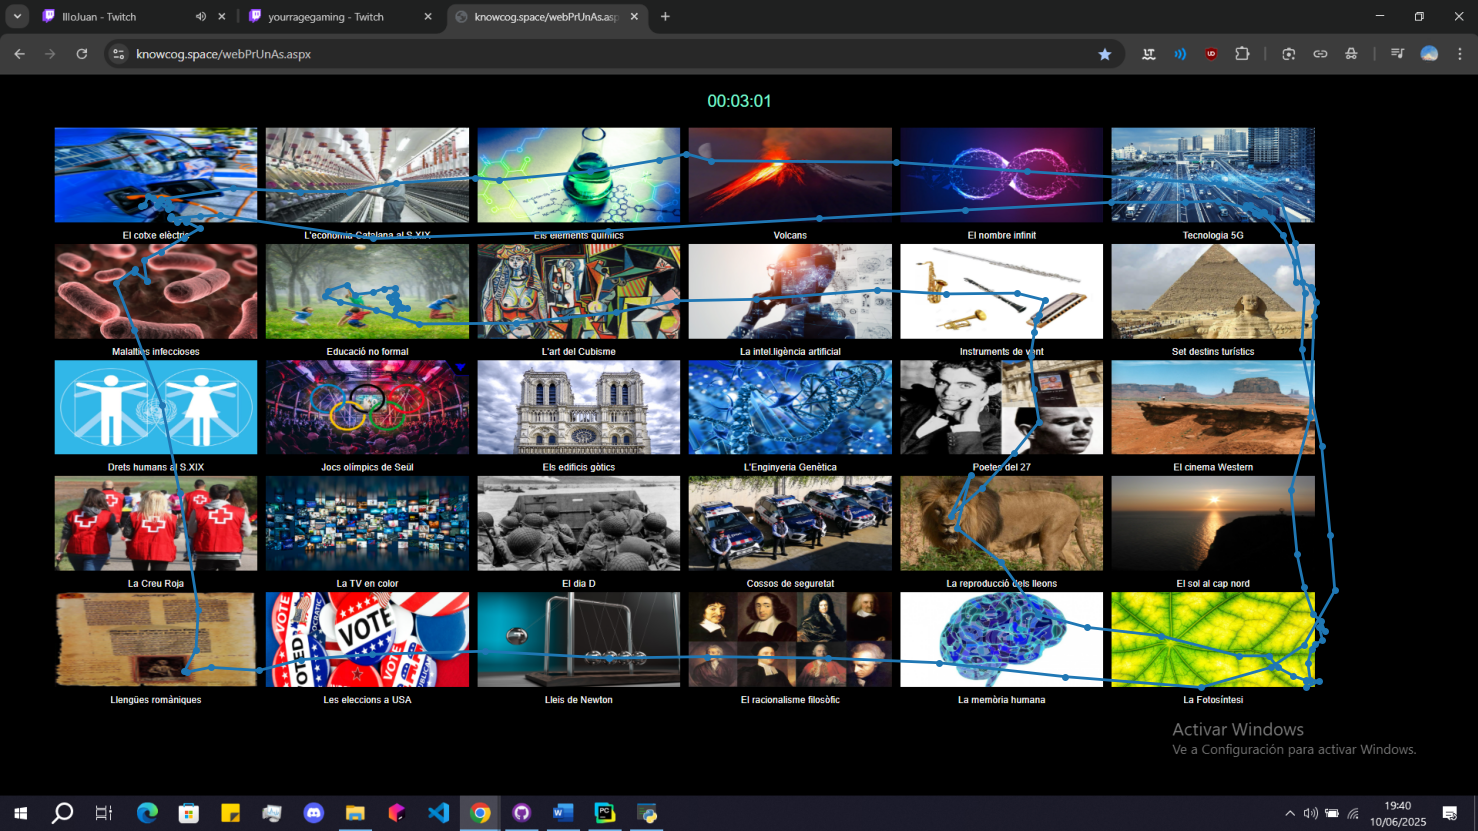 IlloJuan - Twitch
yourragegaming - Twitch
knowcog.space/webPrUnAs.asp
knowcog.space/webPrUnAs.aspx
00:03:01
El cotxe elèctric
L'economia Catalana al S.XIX
Els elements químics
Volcans
El nombre infinit
Tecnologia 5G
Malalties infeccioses
Educació no formal
L'art del Cubisme
La intel.ligència artificial
Instruments de vent
Set destins turístics
Drets humans al S.XIX
Jocs olímpics de Seül
Els edificis gòtics
L'Enginyeria Genètica
Poetes del 27
El cinema Western
La Creu Roja
La TV en color
El dia D
Cossos de seguretat
La reproducció dels lleons
El sol al cap nord
VOTE
VOTED
VOTE
Llengües romàniques
Les eleccions a USA
Lleis de Newton
El racionalisme filosòfic
La memòria humana
La Fotosíntesi
Activar Windows
Ve a Configuración para activar Windows.
19:40
10/06/2025